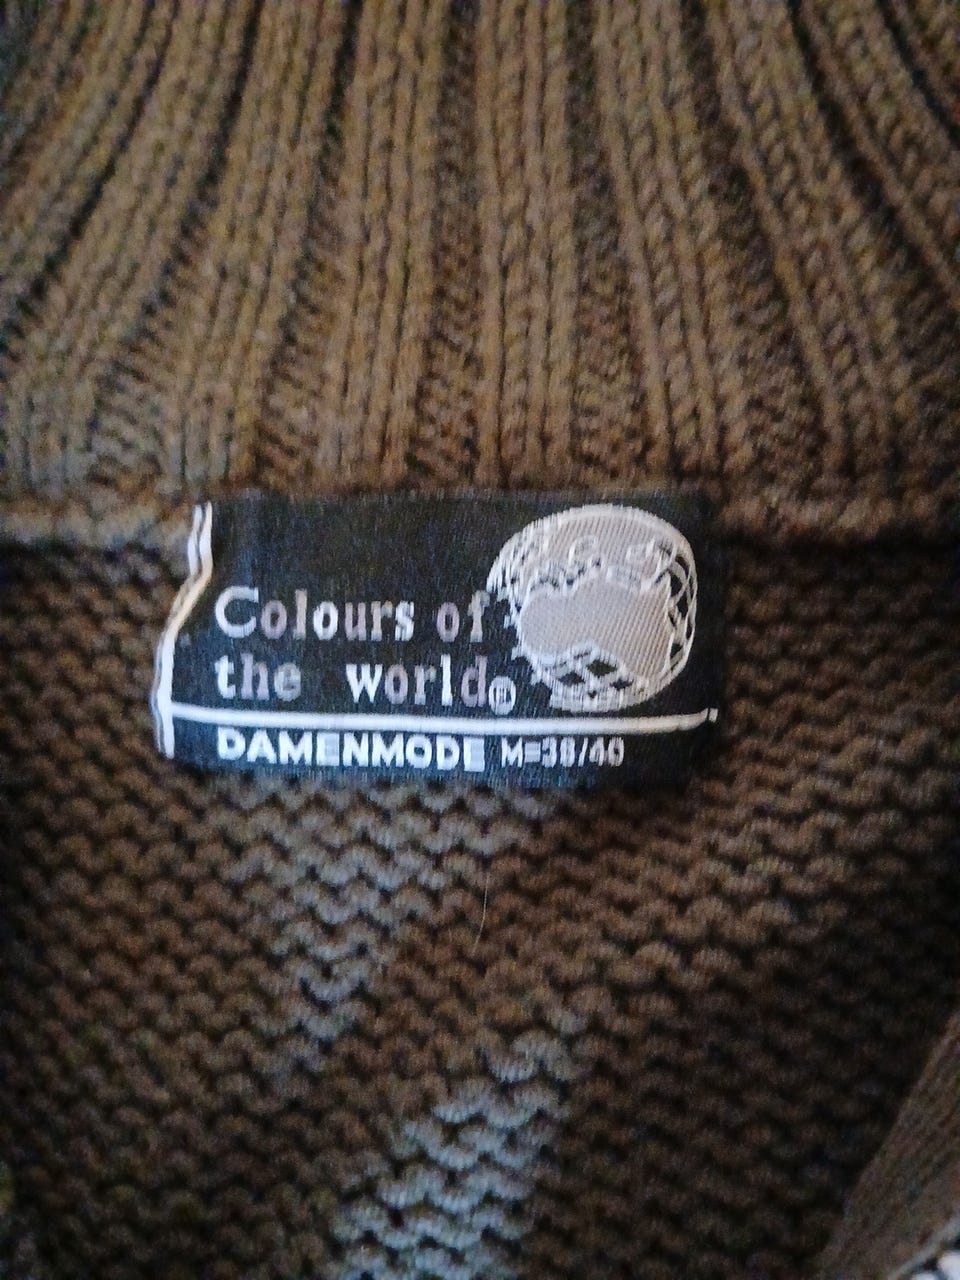 Colours of
the world®
DAMENMODE M=38/40